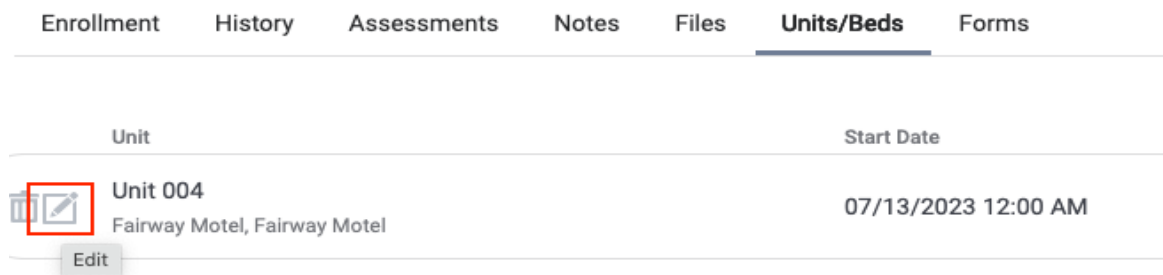 Enrollment History Assessments Notes Files Units/Beds Forms
Unit Start Date
Unit 004
07/13/2023 12:00 AM
Fairway Motel, Fairway Motel
Edit